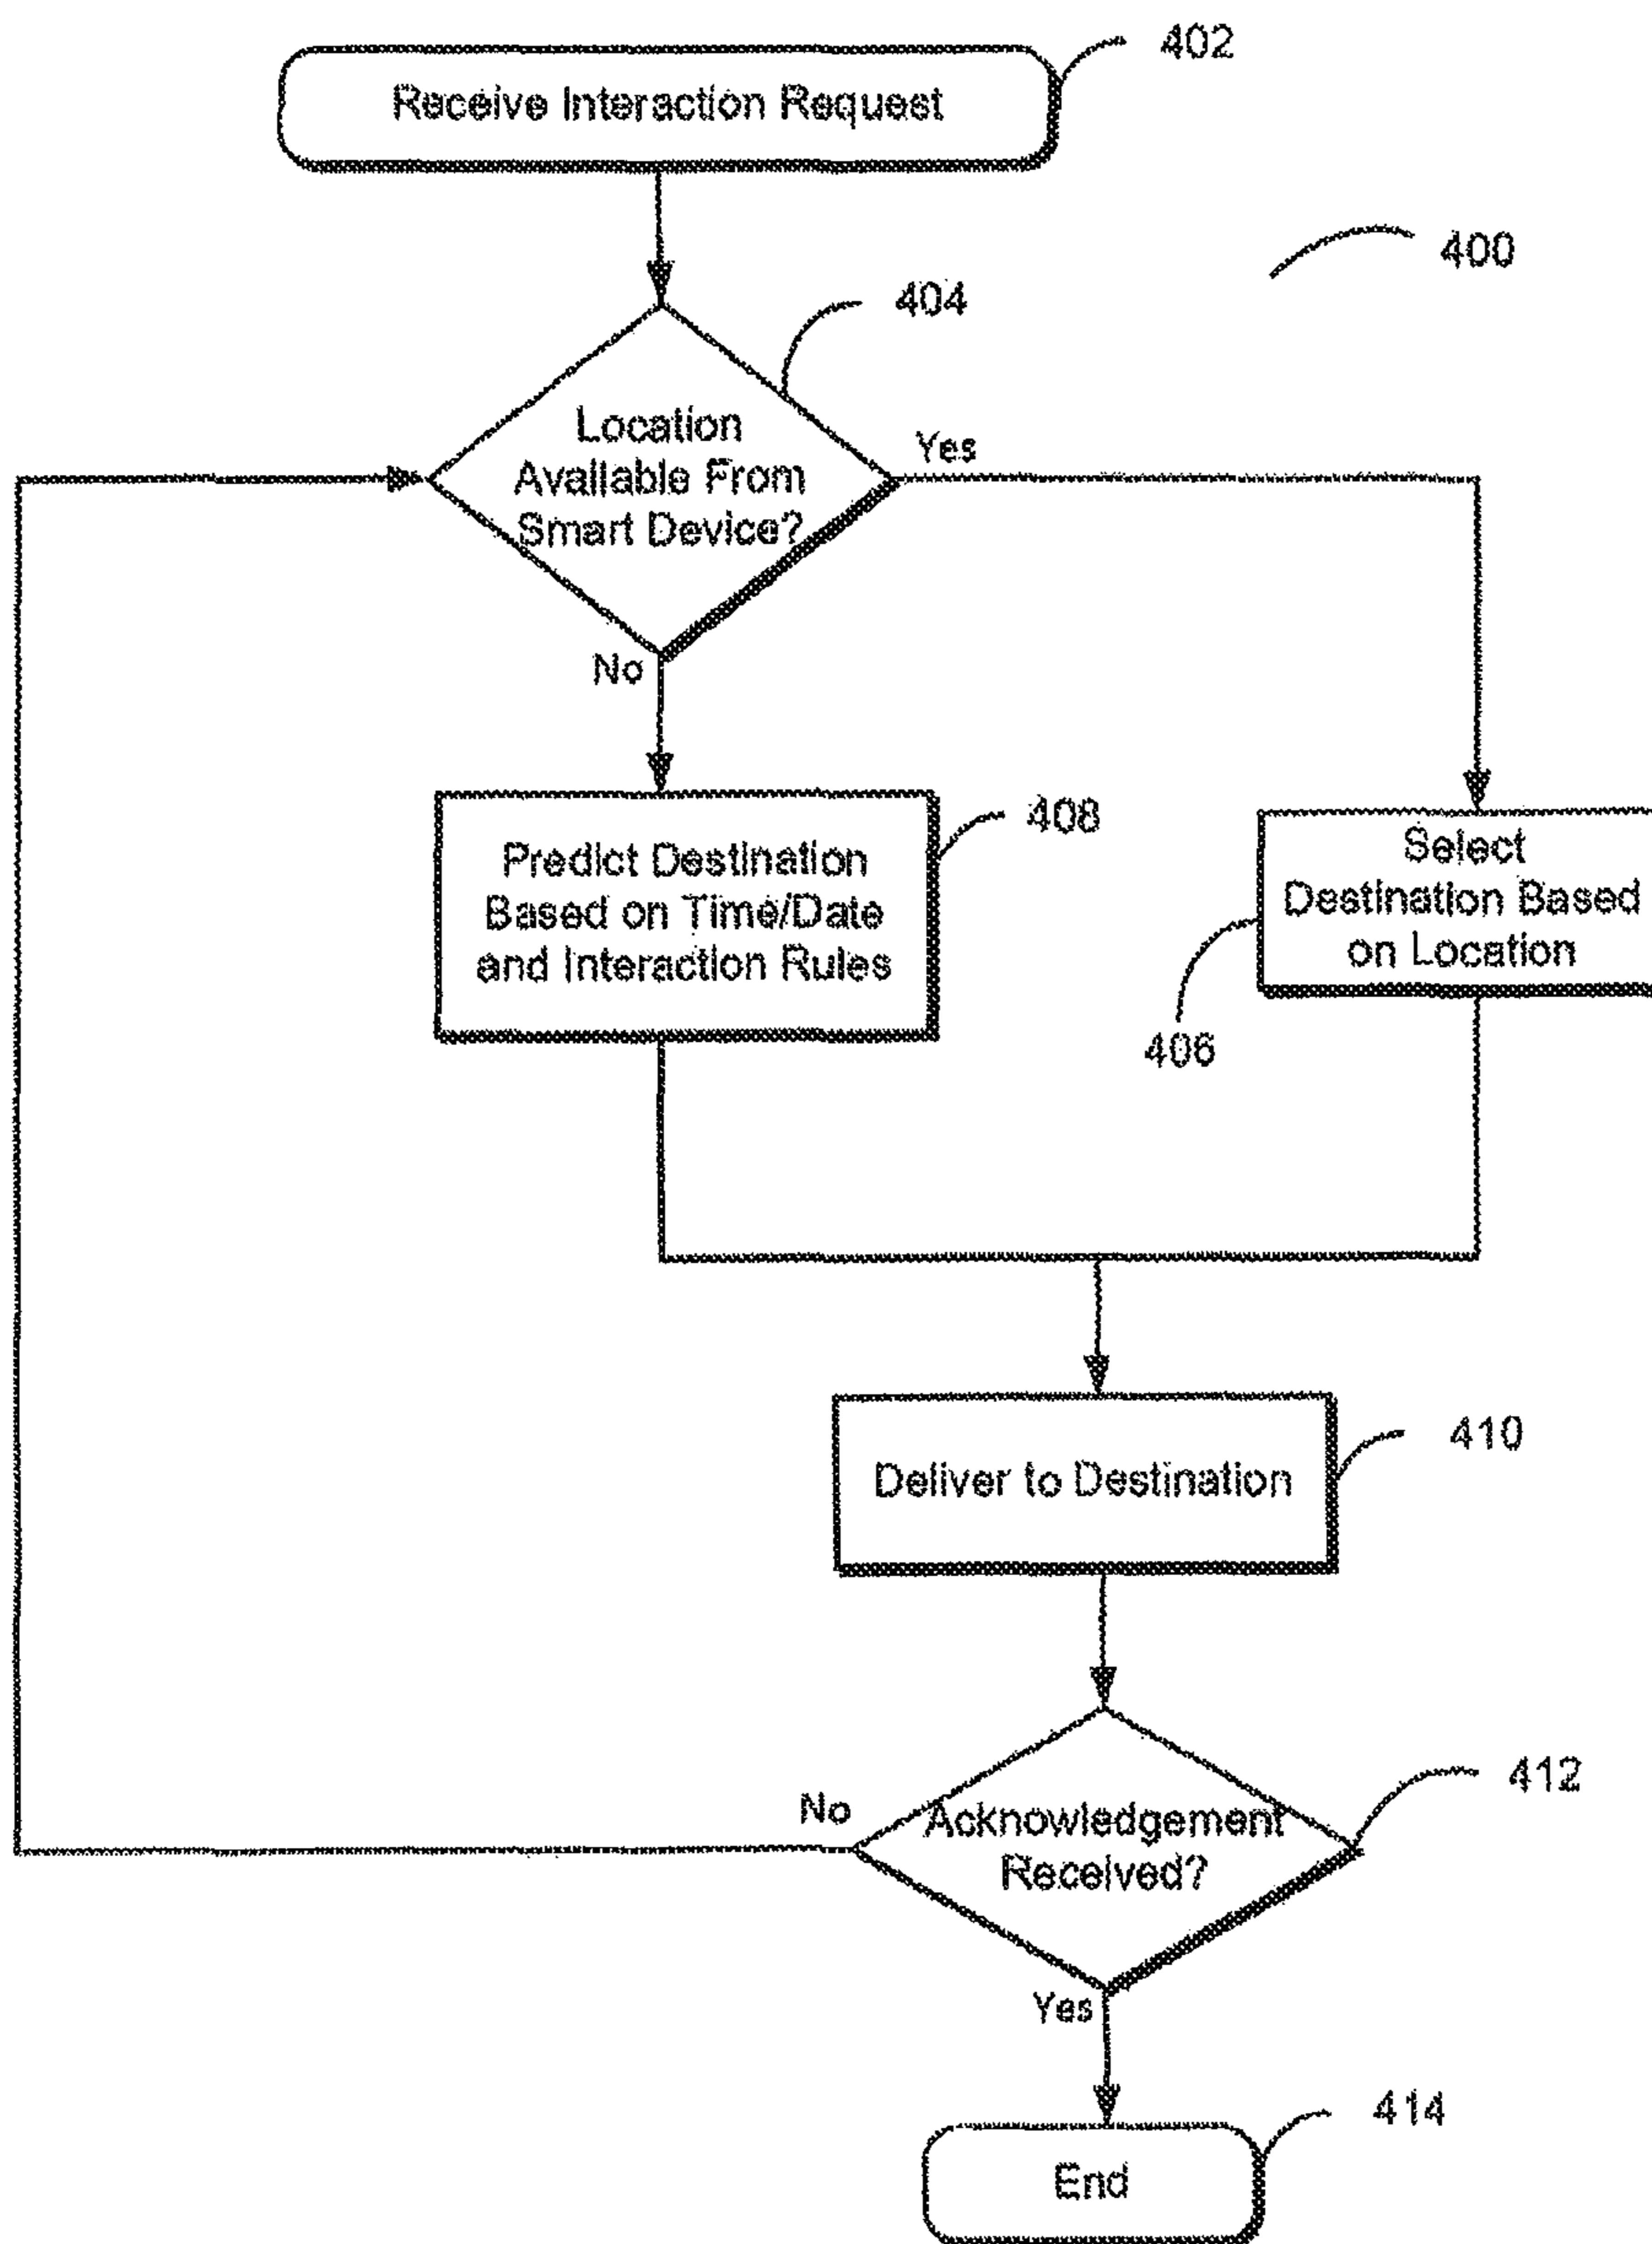 402
Receive Interaction Request
400
404
Location
Available From
Smart Device?
Yes
No
408
Predict Destination
Based on Time/Date
and Interaction Rules
Select
Destination Based
on Location
406
410
Deliver to Destination
412
No
Acknowledgement
Received?
Yes
414
End